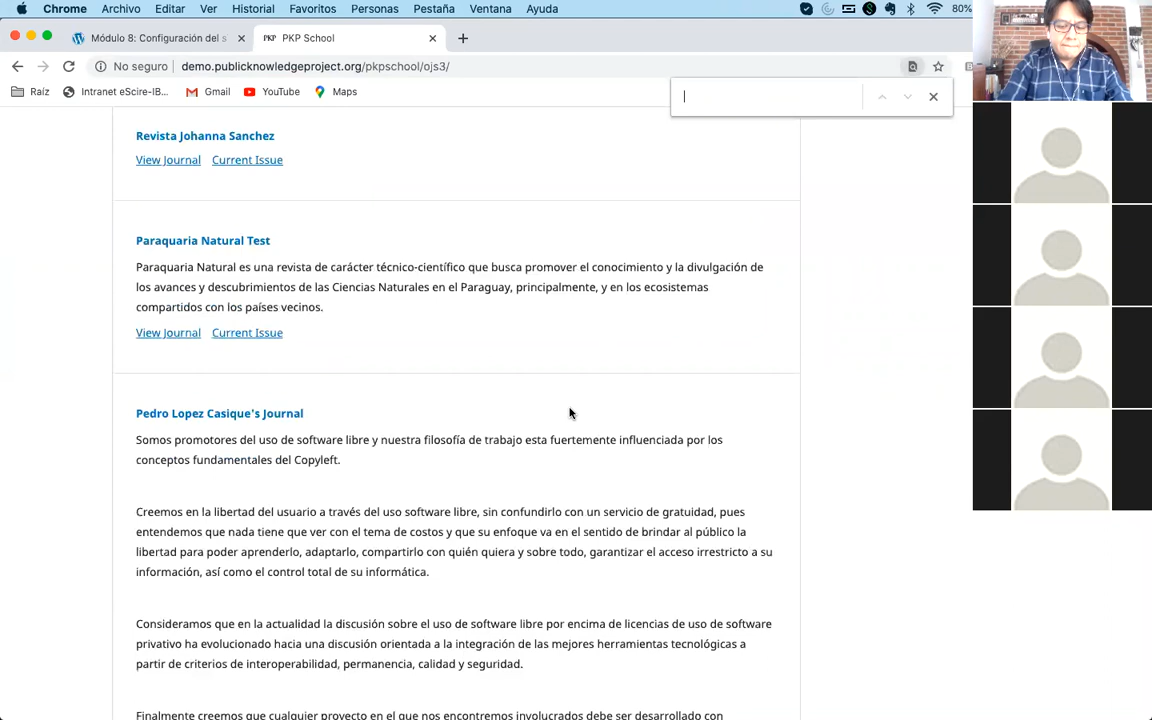 Chrome Archivo Editar Ver Historial Favoritos Personas Pestaña Ventana Ayuda 80%
Módulo 8: Configuración del s PKP PKP School
No seguro demo.publicknowledgeproject.org/pkpschool/ojs3/
Raíz Intranet eScire-IB... Gmail YouTube Maps
Revista Johanna Sanchez
View Journal Current Issue
Paraquaria Natural Test
Paraquaria Natural es una revista de carácter técnico-científico que busca promover el conocimiento y la divulgación de
los avances y descubrimientos de las Ciencias Naturales en el Paraguay, principalmente, y en los ecosistemas
compartidos con los países vecinos.
View Journal Current Issue
Pedro Lopez Casique's Journal
Somos promotores del uso de software libre y nuestra filosofía de trabajo esta fuertemente influenciada por los
conceptos fundamentales del Copyleft.
Creemos en la libertad del usuario a través del uso software libre, sin confundirlo con un servicio de gratuidad, pues
entendemos que nada tiene que ver con el tema de costos y que su enfoque va en el sentido de brindar al público la
libertad para poder aprenderlo, adaptarlo, compartirlo con quién quiera y sobre todo, garantizar el acceso irrestricto a su
información, así como el control total de su informática.
Consideramos que en la actualidad la discusión sobre el uso de software libre por encima de licencias de uso de software
privativo ha evolucionado hacia una discusión orientada a la integración de las mejores herramientas tecnológicas a
partir de criterios de interoperabilidad, permanencia, calidad y seguridad.
Finalmente creemos que cualquier proyecto en el que nos encontremos involucrados debe ser desarrollado con